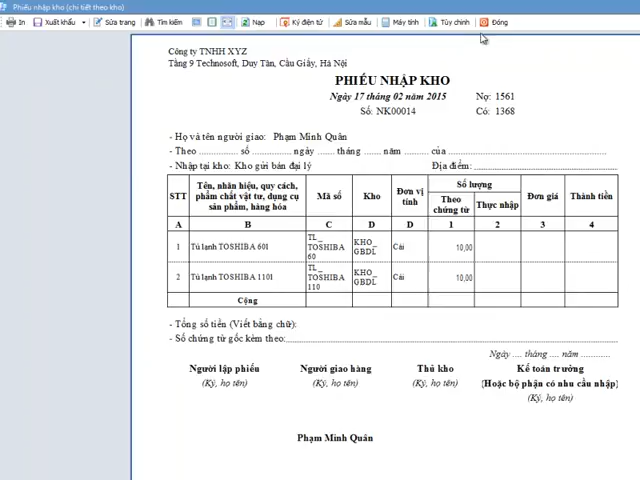 Phiếu nhập kho (chi tiết theo kho)
In Xuất khẩu Sửa trang Tìm kiếm Nạp Ký điện tử Sửa mẫu Máy tính Tùy chỉnh Đóng
Công ty TNHH XYZ
Tầng 9 Technosoft, Duy Tân, Cầu Giấy, Hà Nội
PHIẾU NHẬP KHO
Ngày 17 tháng 02 năm 2015 Nợ: 1561
Số: NK00014 Có: 1368
- Họ và tên người giao: Phạm Minh Quân
- Theo ............... số ............... ngày ....... tháng ...... năm ......... của ...............
- Nhập tại kho: Kho gửi bán đại lý Địa điểm: ...............
STT Tên, nhãn hiệu, quy cách, phẩm chất vật tư, dụng cụ sản phẩm, hàng hóa Mã số Kho Đơn vị tính Số lượng Đơn giá Thành tiền
Theo chứng từ Thực nhập
A B C D D 1 2 3 4
1 Tủ lạnh TOSHIBA 601 TL_TOSHIBA 60 KHO_GBDL Cái 10,00
2 Tủ lạnh TOSHIBA 1101 TL_TOSHIBA 110 KHO_GBDL Cái 10,00
Cộng
- Tổng số tiền (Viết bằng chữ):
- Số chứng từ gốc kèm theo:...............
Ngày .... tháng .... năm ............
Người lập phiếu Người giao hàng Thủ kho Kế toán trưởng
(Hoặc bộ phận có nhu cầu nhập)
(Ký, họ tên) (Ký, họ tên) (Ký, họ tên) (Ký, họ tên)
Phạm Minh Quân